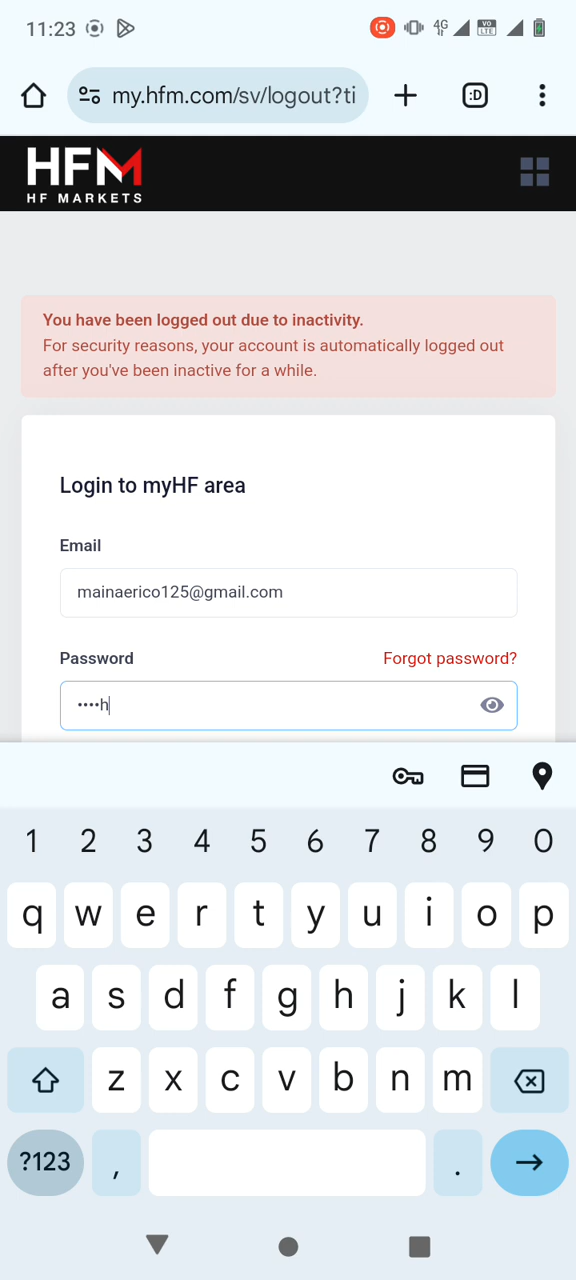 11:23
4G
VO
LTE
my.hfm.com/sv/logout?ti
:D
HFM
HF MARKETS
You have been logged out due to inactivity.
For security reasons, your account is automatically logged out
after you've been inactive for a while.
Login to myHF area
Email
mainaerico125@gmail.com
Password Forgot password?
••••h
1 2 3 4 5 6 7 8 9 0
q w e r t y u i o p
a s d f g h j k l
z x c v b n m
?123 , .